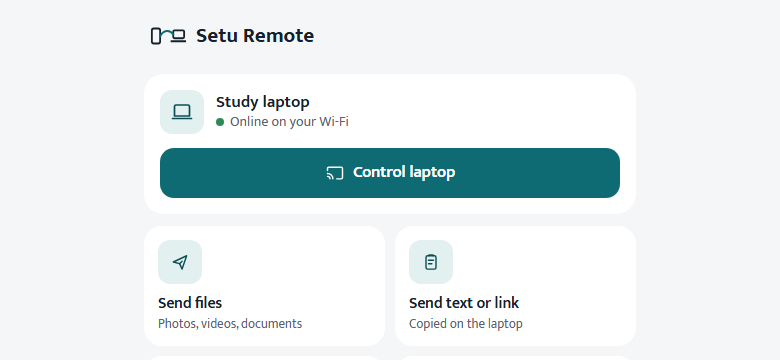 Setu Remote
Study laptop
Online on your Wi-Fi
Control laptop
Send files
Photos, videos, documents
Send text or link
Copied on the laptop